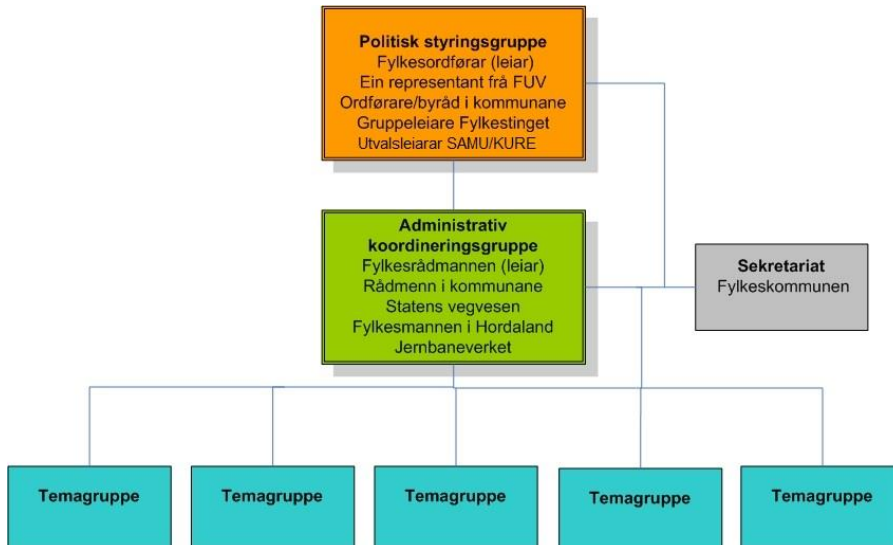 Politisk styringsgruppe
Fylkesordførar (leiar)
Ein representant frå FUV
Ordførare/byråd i kommunane
Gruppeleiare Fylkestinget
Utvalsleiarar SAMU/KURE
Administrativ
koordineringsgruppe
Fylkesrådmannen (leiar)
Rådmenn i kommunane
Statens vegvesen
Fylkesmannen i Hordaland
Jernbaneverket
Sekretariat
Fylkeskommunen
Temagruppe
Temagruppe
Temagruppe
Temagruppe
Temagruppe